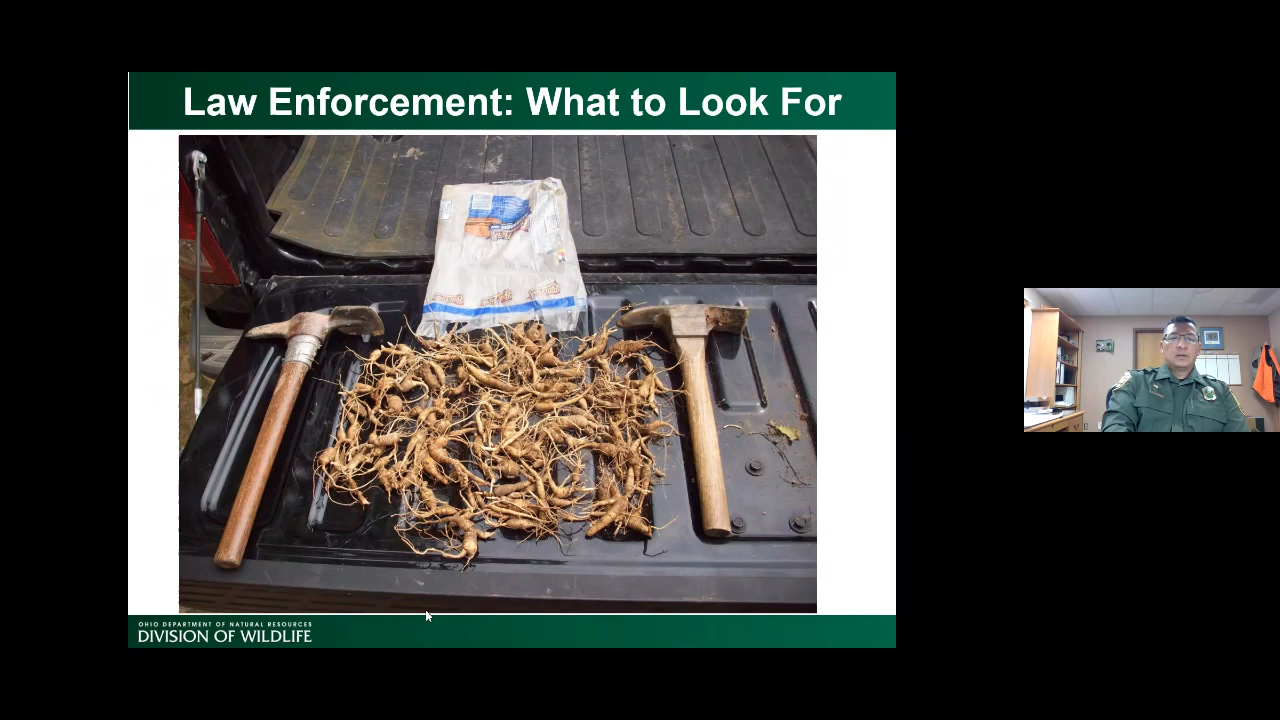 Law Enforcement: What to Look For
OHIO DEPARTMENT OF NATURAL RESOURCES
DIVISION OF WILDLIFE